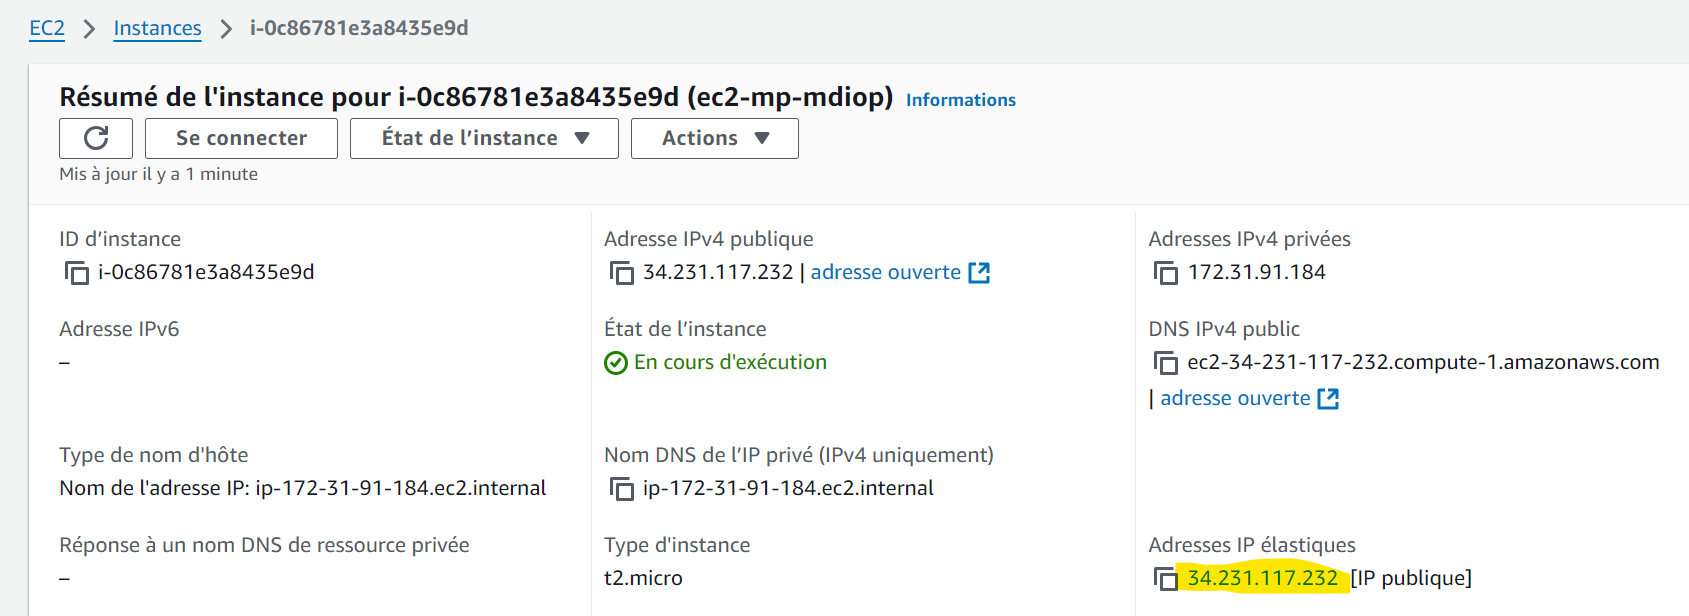 EC2 > Instances > i-0c86781e3a8435e9d
Résumé de l'instance pour i-0c86781e3a8435e9d (ec2-mp-mdiop) Informations
Se connecter État de l’instance Actions
Mis à jour il y a 1 minute
ID d’instance
i-0c86781e3a8435e9d
Adresse IPv4 publique
34.231.117.232 | adresse ouverte
Adresses IPv4 privées
172.31.91.184
Adresse IPv6
–
État de l’instance
En cours d'exécution
DNS IPv4 public
ec2-34-231-117-232.compute-1.amazonaws.com
| adresse ouverte
Type de nom d'hôte
Nom de l'adresse IP: ip-172-31-91-184.ec2.internal
Nom DNS de l’IP privé (IPv4 uniquement)
ip-172-31-91-184.ec2.internal
Réponse à un nom DNS de ressource privée
–
Type d'instance
t2.micro
Adresses IP élastiques
34.231.117.232 [IP publique]